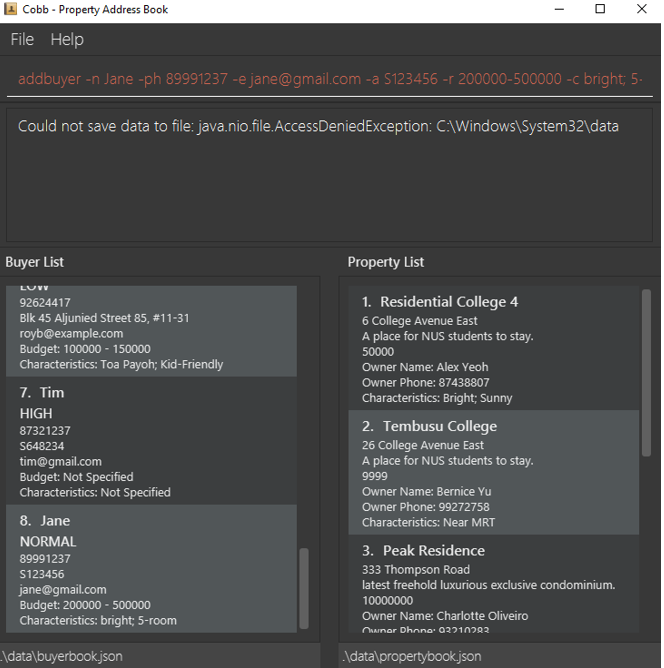 Cobb - Property Address Book
File Help
addbuyer -n Jane -ph 89991237 -e jane@gmail.com -a S123456 -r 200000-500000 -c bright; 5-
Could not save data to file: java.nio.file.AccessDeniedException: C:\Windows\System32\data
Buyer List
LOW
92624417
Blk 45 Aljunied Street 85, #11-31
royb@example.com
Budget: 100000 - 150000
Characteristics: Toa Payoh; Kid-Friendly
7. Tim
HIGH
87321237
S648234
tim@gmail.com
Budget: Not Specified
Characteristics: Not Specified
8. Jane
NORMAL
89991237
S123456
jane@gmail.com
Budget: 200000 - 500000
Characteristics: bright; 5-room
.\data\buyerbook.json
Property List
1. Residential College 4
6 College Avenue East
A place for NUS students to stay.
50000
Owner Name: Alex Yeoh
Owner Phone: 87438807
Characteristics: Bright; Sunny
2. Tembusu College
26 College Avenue East
A place for NUS students to stay.
9999
Owner Name: Bernice Yu
Owner Phone: 99272758
Characteristics: Near MRT
3. Peak Residence
333 Thompson Road
latest freehold luxurious exclusive condominium.
10000000
Owner Name: Charlotte Oliveiro
Owner Phone: 93210283
.\data\propertybook.json